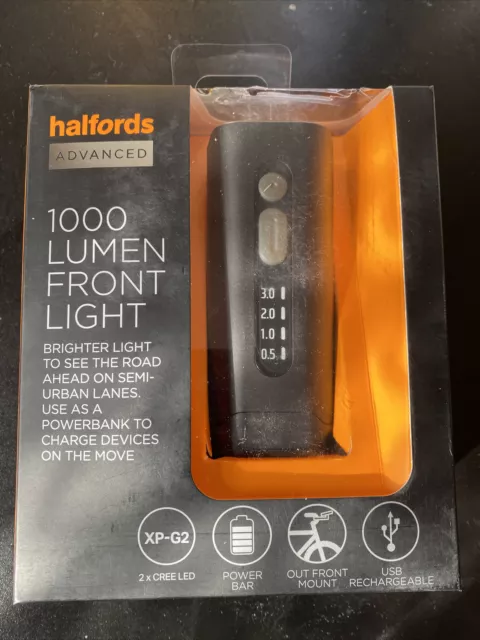 halfords
ADVANCED
1000
LUMEN
FRONT
LIGHT
BRIGHTER LIGHT
TO SEE THE ROAD
AHEAD ON SEMI-
URBAN LANES.
USE AS A
POWERBANK TO
CHARGE DEVICES
ON THE MOVE
3.0
2.0
1.0
0.5
XP-G2
2 x CREE LED
POWER
BAR
OUT FRONT
MOUNT
USB
RECHARGEABLE